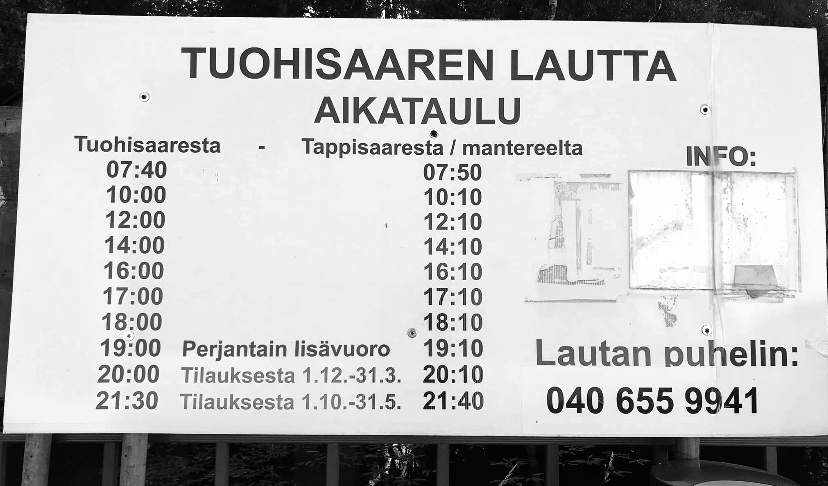 TUOHISAAREN LAUTTA
AIKATAULU
Tuohisaaresta - Tappisaaresta / mantereelta
07:40 07:50
10:00 10:10
12:00 12:10
14:00 14:10
16:00 16:10
17:00 17:10
18:00 18:10
19:00 Perjantain lisävuoro 19:10
20:00 Tilauksesta 1.12.-31.3. 20:10
21:30 Tilauksesta 1.10.-31.5. 21:40
INFO:
Lautan puhelin:
040 655 9941